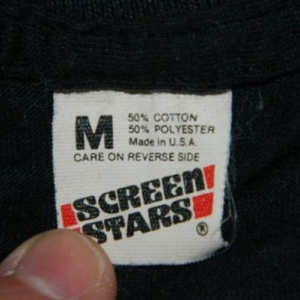 M
50% COTTON
50% POLYESTER
Made in U.S.A.
CARE ON REVERSE SIDE
SCREEN
STARS
®